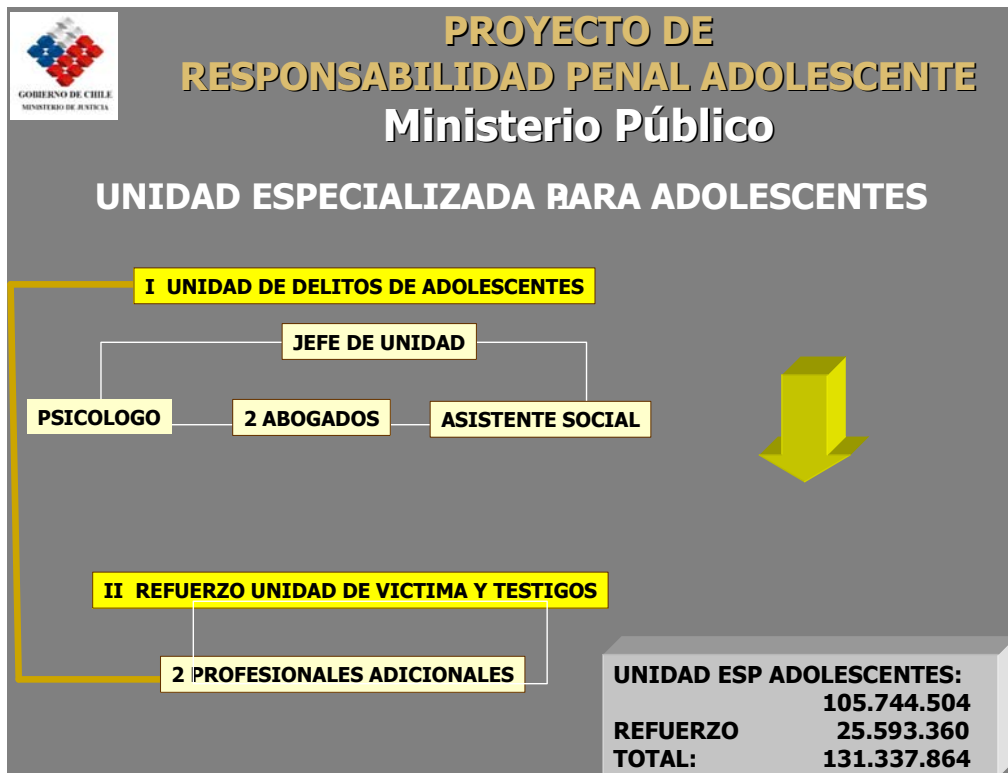 GOBIERNO DE CHILE
MINISTERIO DE JUSTICIA
PROYECTO DE
RESPONSABILIDAD PENAL ADOLESCENTE
Ministerio Público
UNIDAD ESPECIALIZADA PARA ADOLESCENTES
I UNIDAD DE DELITOS DE ADOLESCENTES
JEFE DE UNIDAD
PSICOLOGO
2 ABOGADOS
ASISTENTE SOCIAL
II REFUERZO UNIDAD DE VICTIMA Y TESTIGOS
2 PROFESIONALES ADICIONALES
UNIDAD ESP ADOLESCENTES:
105.744.504
REFUERZO 25.593.360
TOTAL: 131.337.864